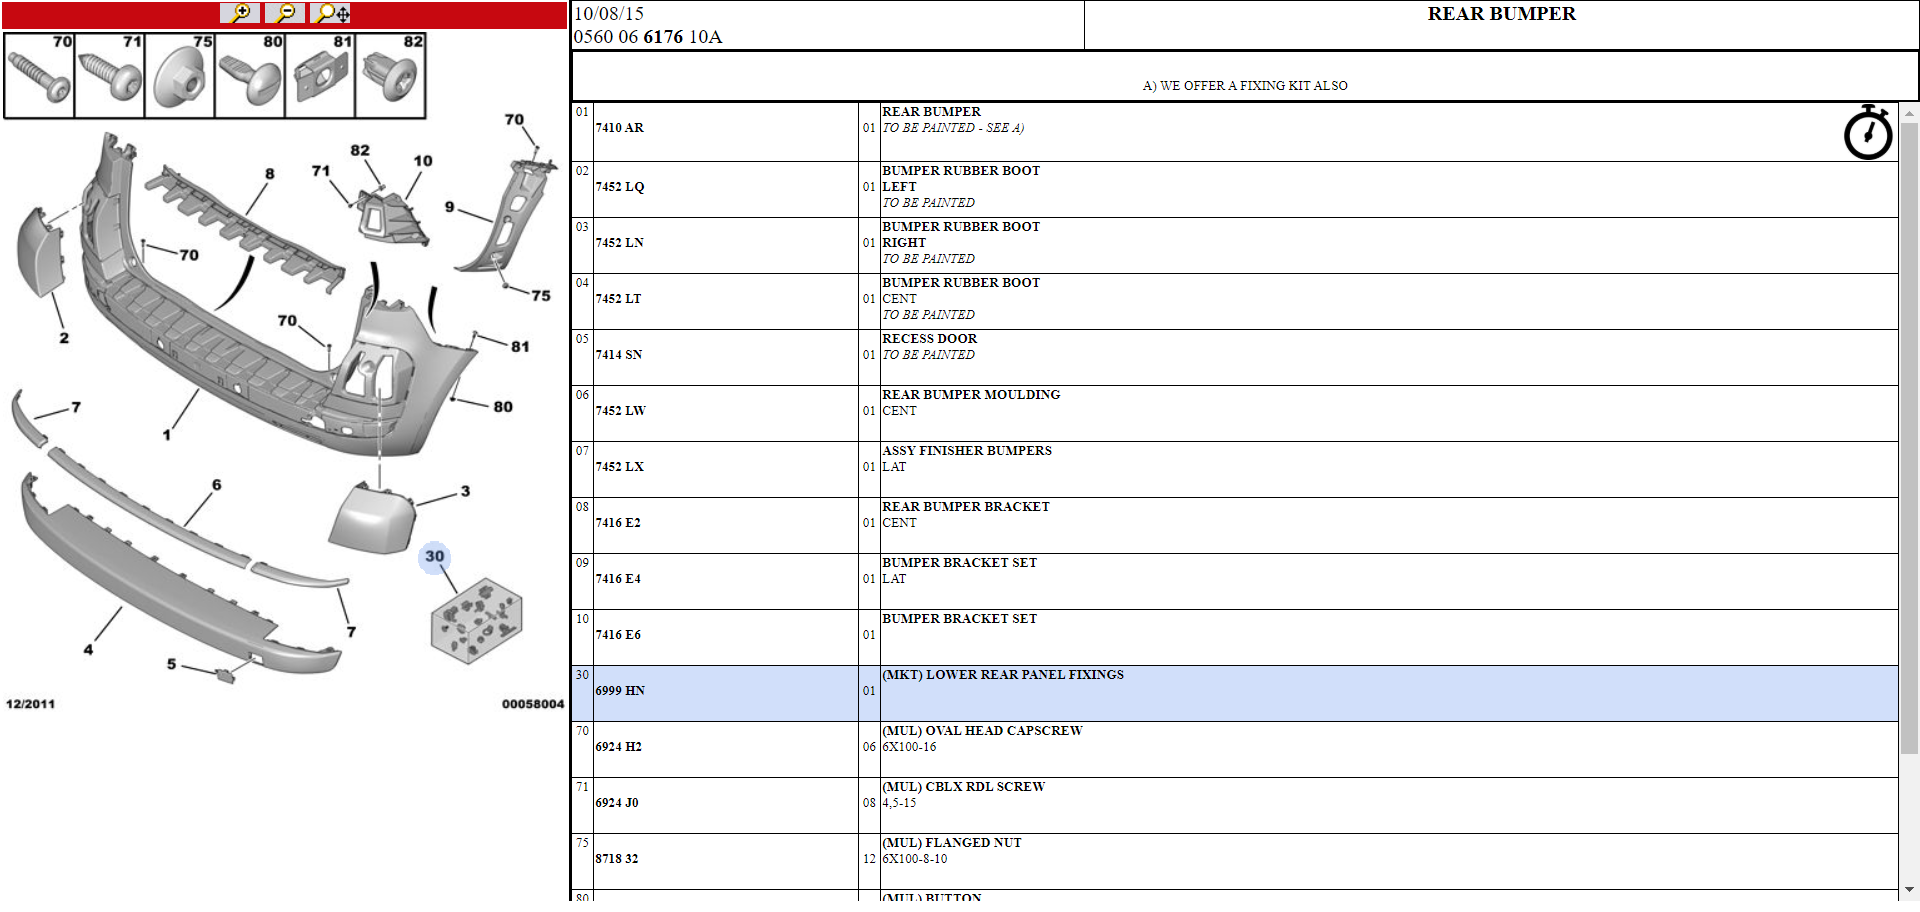 70 71 75 80 81 82
70
82
10
71
8
9
70
75
2
70
81
7
80
1
6
3
30
7
4
5
12/2011 00058004
10/08/15 REAR BUMPER
0560 06 6176 10A
A) WE OFFER A FIXING KIT ALSO
01 REAR BUMPER
7410 AR 01 TO BE PAINTED - SEE A)
02 BUMPER RUBBER BOOT
7452 LQ 01 LEFT
TO BE PAINTED
03 BUMPER RUBBER BOOT
7452 LN 01 RIGHT
TO BE PAINTED
04 BUMPER RUBBER BOOT
7452 LT 01 CENT
TO BE PAINTED
05 RECESS DOOR
7414 SN 01 TO BE PAINTED
06 REAR BUMPER MOULDING
7452 LW 01 CENT
07 ASSY FINISHER BUMPERS
7452 LX 01 LAT
08 REAR BUMPER BRACKET
7416 E2 01 CENT
09 BUMPER BRACKET SET
7416 E4 01 LAT
10 BUMPER BRACKET SET
7416 E6 01
30 (MKT) LOWER REAR PANEL FIXINGS
6999 HN 01
70 (MUL) OVAL HEAD CAPSCREW
6924 H2 06 6X100-16
71 (MUL) CBLX RDL SCREW
6924 J0 08 4,5-15
75 (MUL) FLANGED NUT
8718 32 12 6X100-8-10
80 (MUL) BUTTON